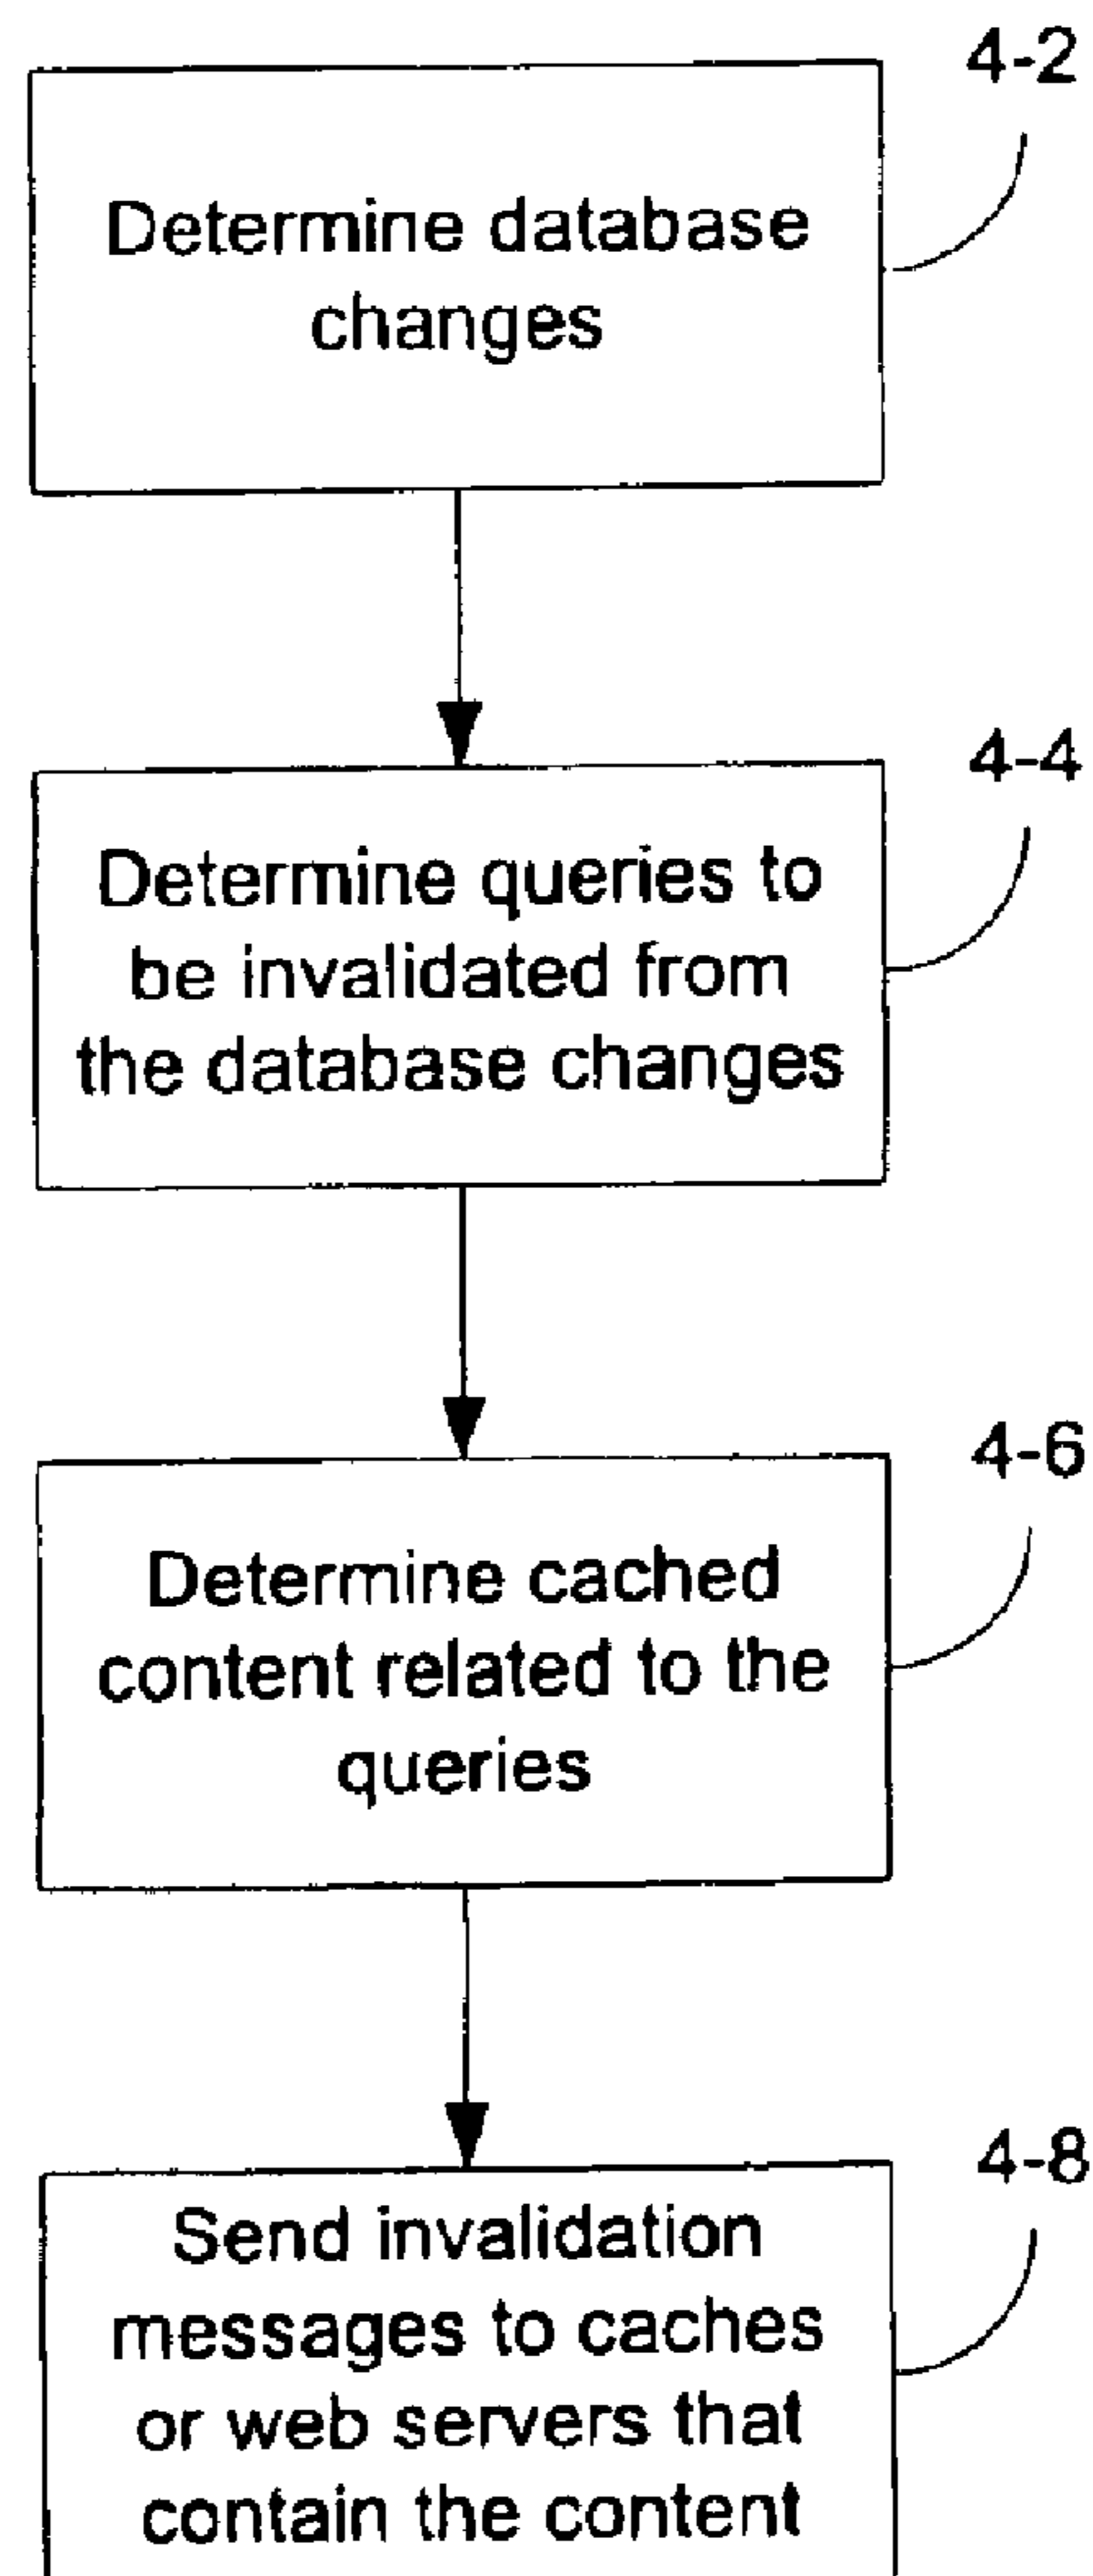 4-2
Determine database
changes
4-4
Determine queries to
be invalidated from
the database changes
4-6
Determine cached
content related to the
queries
4-8
Send invalidation
messages to caches
or web servers that
contain the content